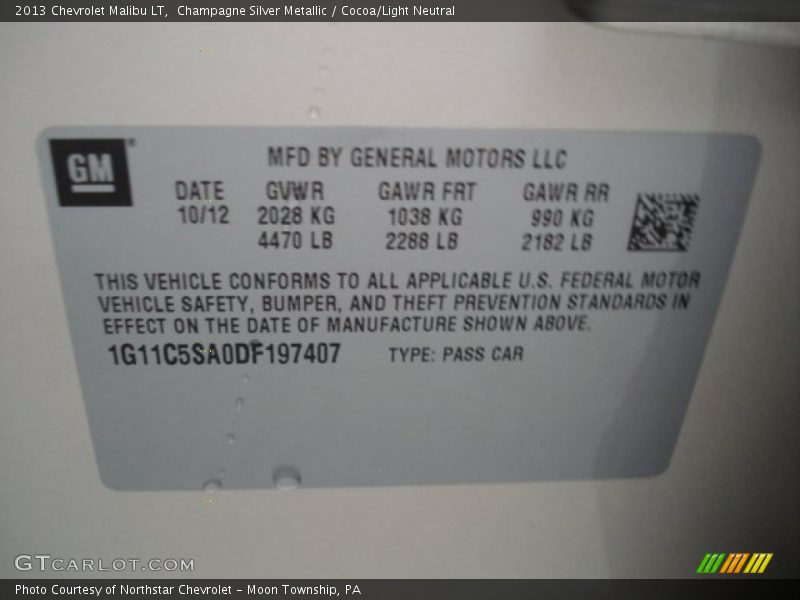 2013 Chevrolet Malibu LT,  Champagne Silver Metallic / Cocoa/Light Neutral
GM
MFD BY GENERAL MOTORS LLC
DATE GVWR GAWR FRT GAWR RR
10/12 2028 KG 1038 KG 990 KG
4470 LB 2288 LB 2182 LB
THIS VEHICLE CONFORMS TO ALL APPLICABLE U.S. FEDERAL MOTOR
VEHICLE SAFETY, BUMPER, AND THEFT PREVENTION STANDARDS IN
EFFECT ON THE DATE OF MANUFACTURE SHOWN ABOVE.
1G11C5SA0DF197407 TYPE: PASS CAR
GTCARLOT.COM
Photo Courtesy of Northstar Chevrolet - Moon Township, PA